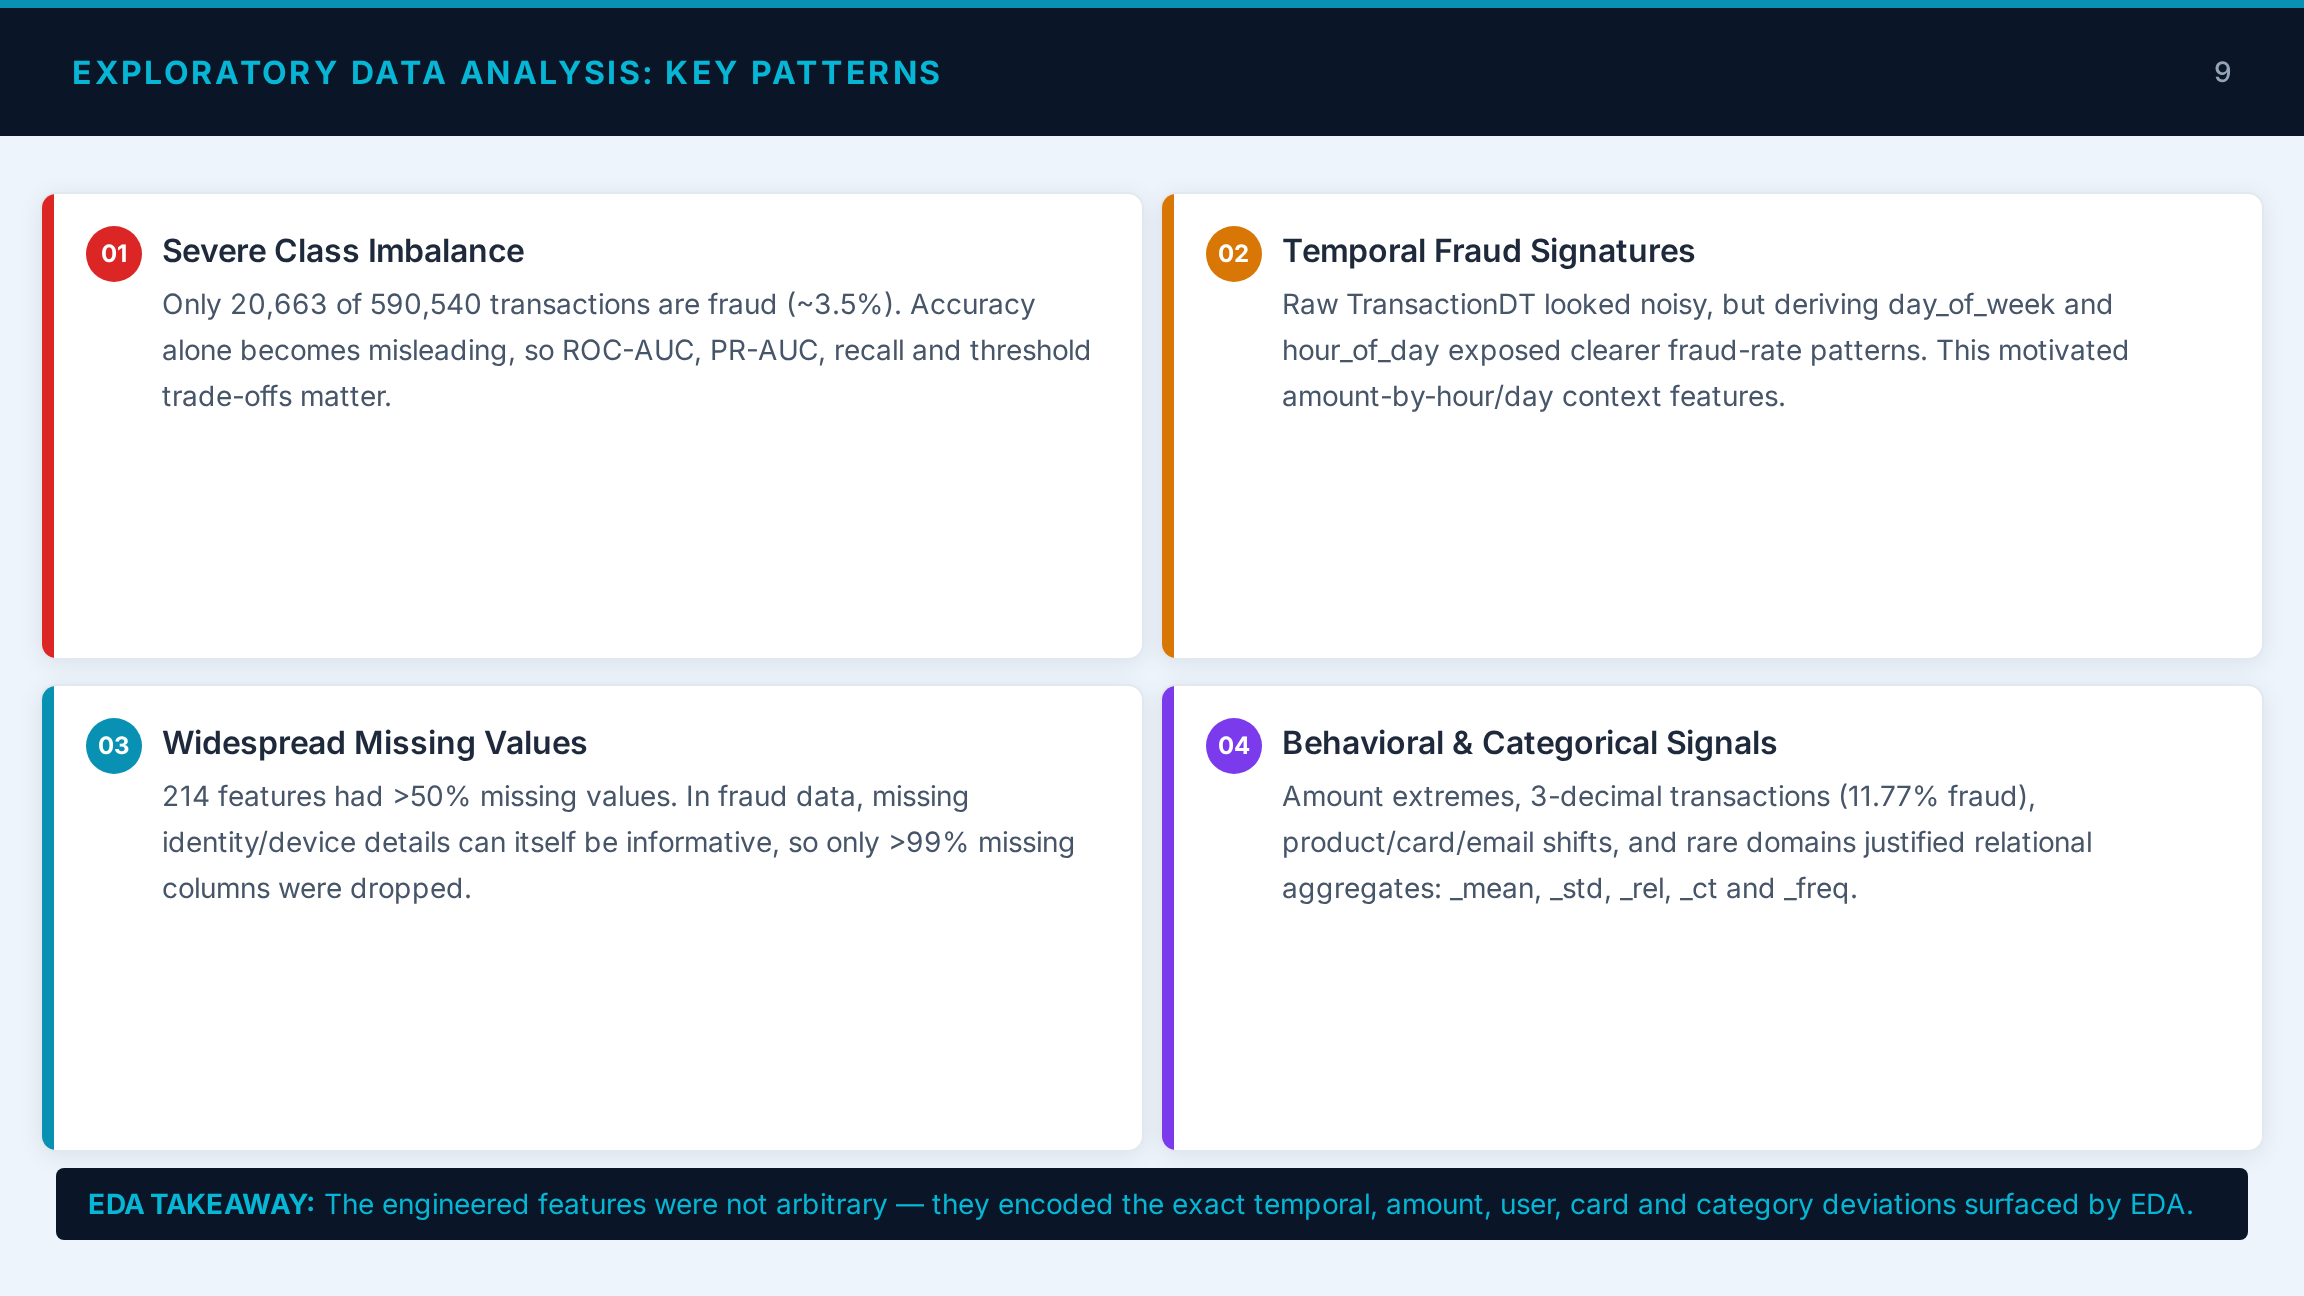 EXPLORATORY DATA ANALYSIS: KEY PATTERNS
9
01
Severe Class Imbalance
Only 20,663 of 590,540 transactions are fraud (~3.5%). Accuracy
alone becomes misleading, so ROC-AUC, PR-AUC, recall and threshold
trade-offs matter.
02
Temporal Fraud Signatures
Raw TransactionDT looked noisy, but deriving day_of_week and
hour_of_day exposed clearer fraud-rate patterns. This motivated
amount-by-hour/day context features.
03
Widespread Missing Values
214 features had >50% missing values. In fraud data, missing
identity/device details can itself be informative, so only >99% missing
columns were dropped.
04
Behavioral & Categorical Signals
Amount extremes, 3-decimal transactions (11.77% fraud),
product/card/email shifts, and rare domains justified relational
aggregates: _mean, _std, _rel, _ct and _freq.
EDA TAKEAWAY: The engineered features were not arbitrary — they encoded the exact temporal, amount, user, card and category deviations surfaced by EDA.